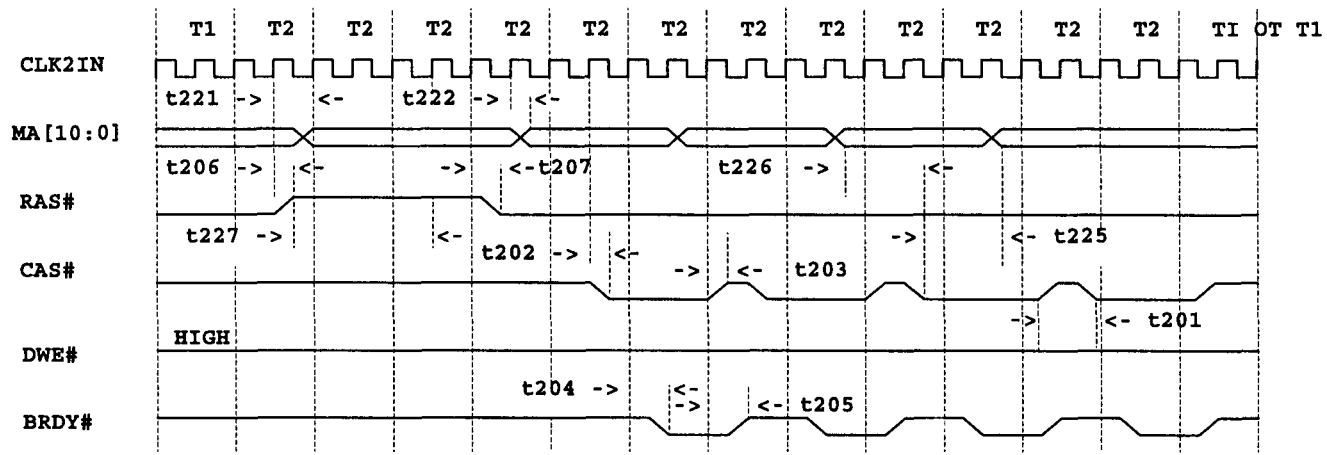 T1 T2 T2 T2 T2 T2 T2 T2 T2 T2 T2 T2 T2 TI OT T1
CLK2IN
t221 -> <- t222 -> <-
MA[10:0]
t206 -> <- -> <-t207 t226 -> <-
RAS#
t227 -> <- t202 -> <- -> <- t225
CAS#
-> <- t203
-> <- t201
HIGH
DWE#
t204 -> <-
-> <- t205
BRDY#